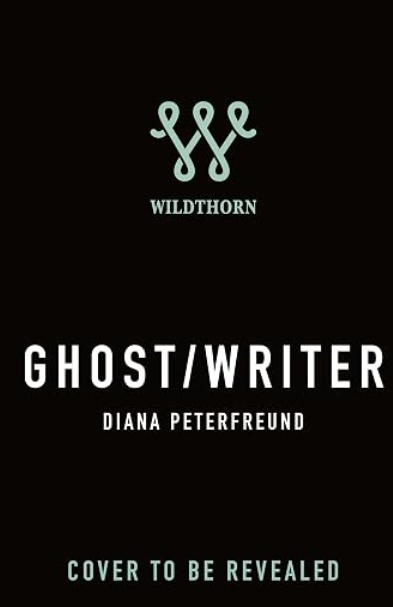 WILDTHORN
GHOST/WRITER
DIANA PETERFREUND
COVER TO BE REVEALED